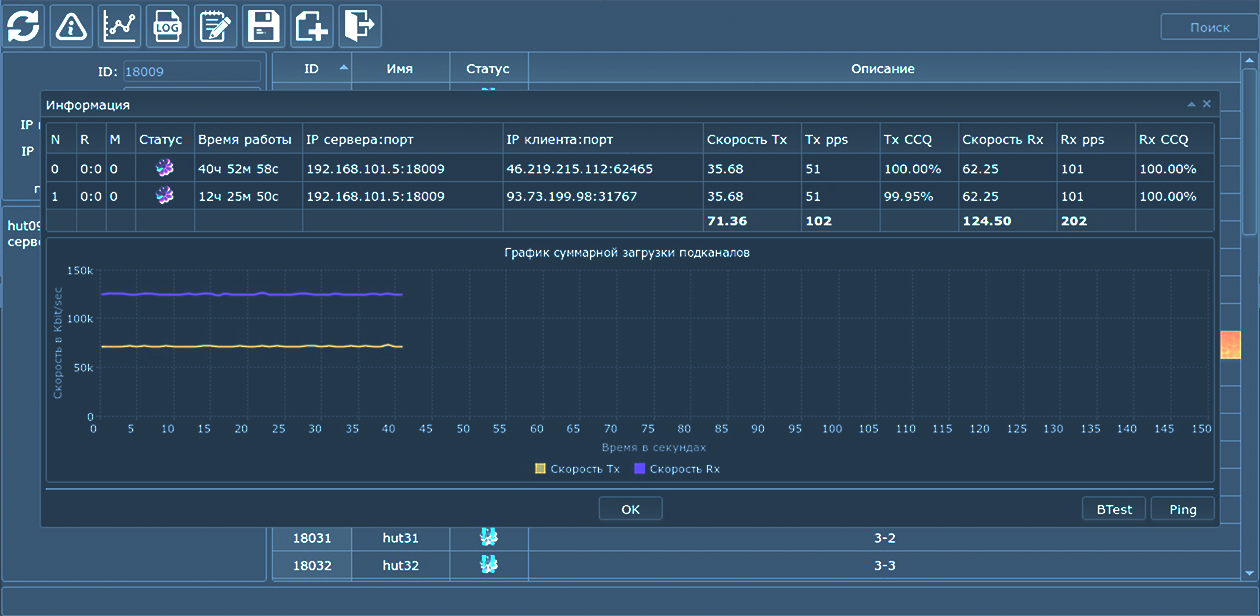 LOG
Поиск
ID: 18009
ID Имя Статус Описание
Информация
IP
IP
hut09
серве
N R M Статус Время работы IP сервера:порт IP клиента:порт Скорость Tx Tx pps Tx CCQ Скорость Rx Rx pps Rx CCQ
0 0:0 0 40ч 52м 58с 192.168.101.5:18009 46.219.215.112:62465 35.68 51 100.00% 62.25 101 100.00%
1 0:0 0 12ч 25м 50с 192.168.101.5:18009 93.73.199.98:31767 35.68 51 99.95% 62.25 101 100.00%
71.36 102 124.50 202
График суммарной загрузки подканалов
Скорость в Kbit/sec
150k
100k
50k
0
0 5 10 15 20 25 30 35 40 45 50 55 60 65 70 75 80 85 90 95 100 105 110 115 120 125 130 135 140 145 150
Время в секундах
Скорость Tx Скорость Rx
OK BTest Ping
18031 hut31 3-2
18032 hut32 3-3